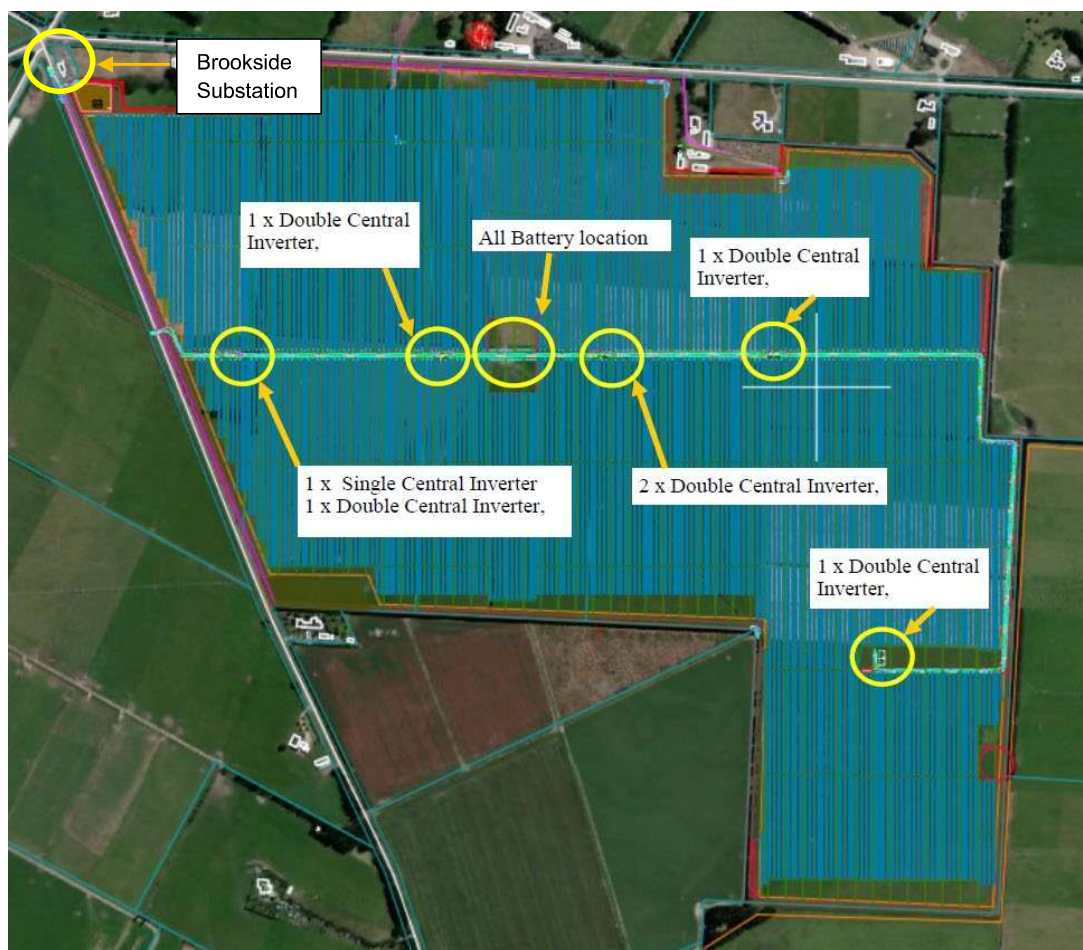 Brookside
Substation
1 x Double Central
Inverter,
All Battery location
1 x Double Central
Inverter,
1 x Single Central Inverter
1 x Double Central Inverter,
2 x Double Central Inverter,
1 x Double Central
Inverter,